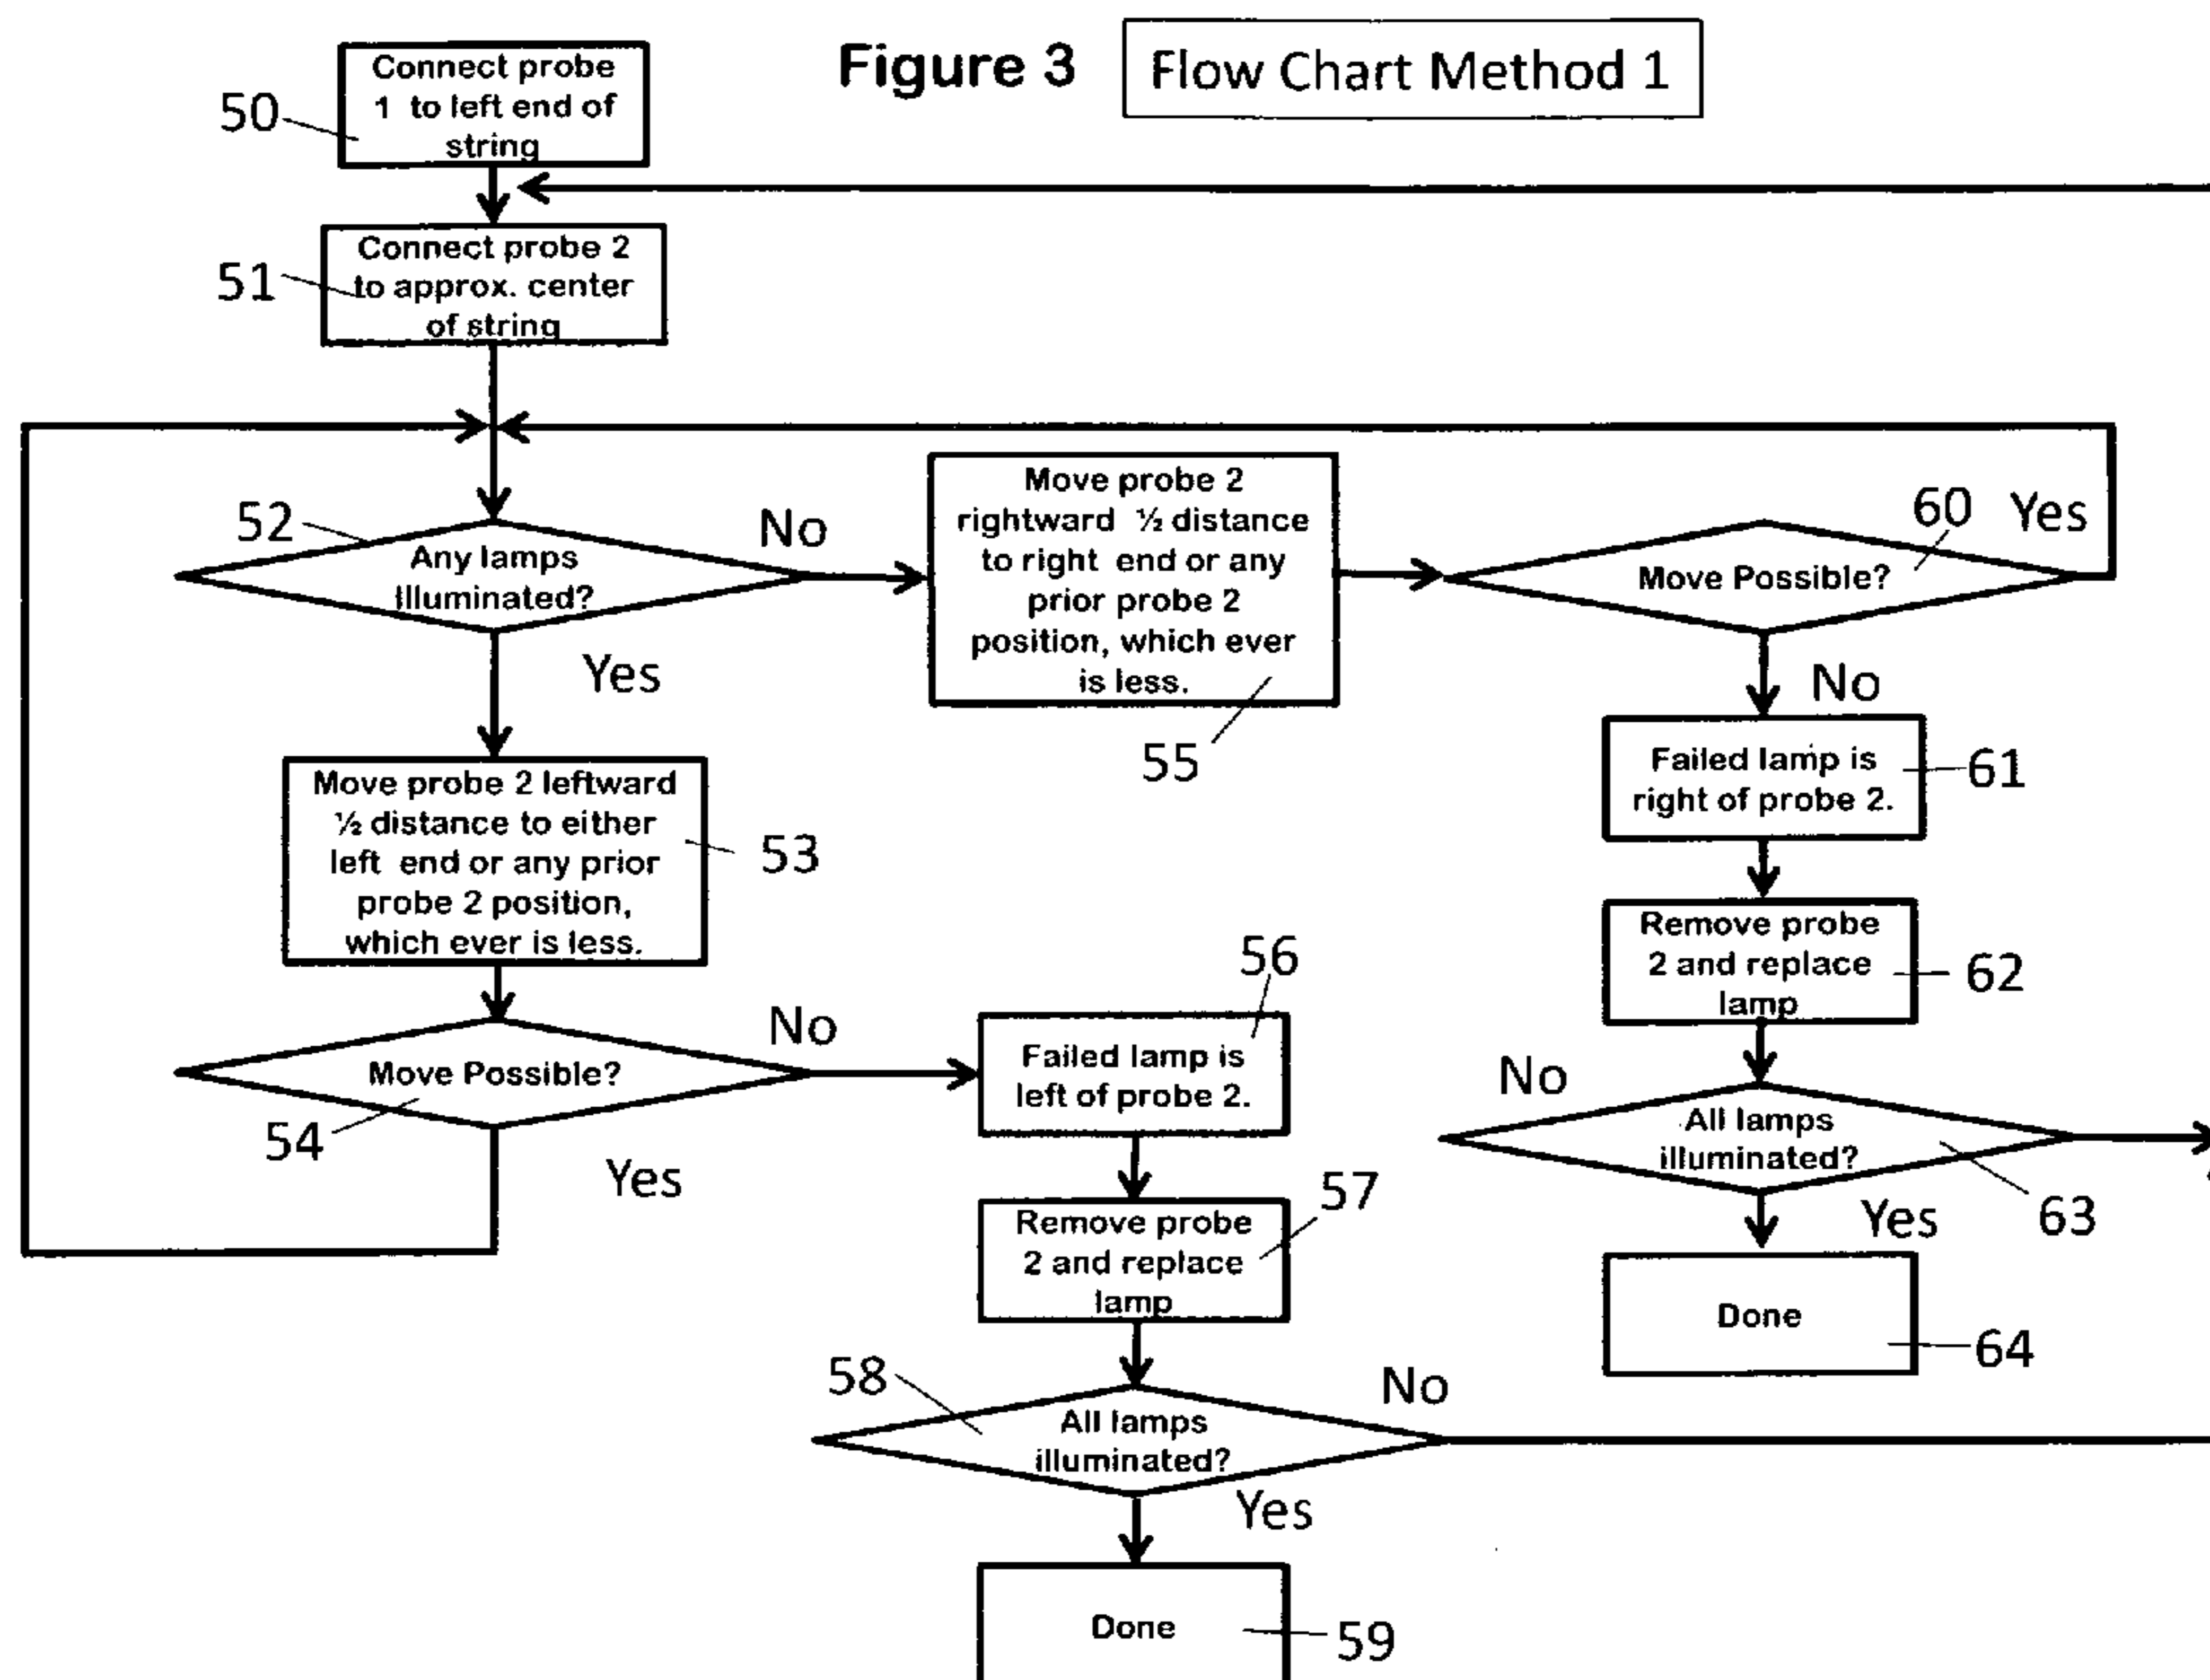 Figure 3
Flow Chart Method 1
Connect probe
1 to left end of
string
50
Connect probe 2
to approx. center
of string
51
52
Any lamps
Illuminated?
No
Yes
Move probe 2
rightward ½ distance
to right end or any
prior probe 2
position, which ever
is less.
55
60
Yes
Move Possible?
No
Failed lamp is
right of probe 2.
61
Remove probe
2 and replace
lamp
62
No
All lamps
illuminated?
Yes
63
Done
64
Move probe 2 leftward
½ distance to either
left end or any prior
probe 2 position,
which ever is less.
53
Move Possible?
No
54
Yes
56
Failed lamp is
left of probe 2.
57
Remove probe
2 and replace
lamp
58
All lamps
illuminated?
No
Yes
Done
59